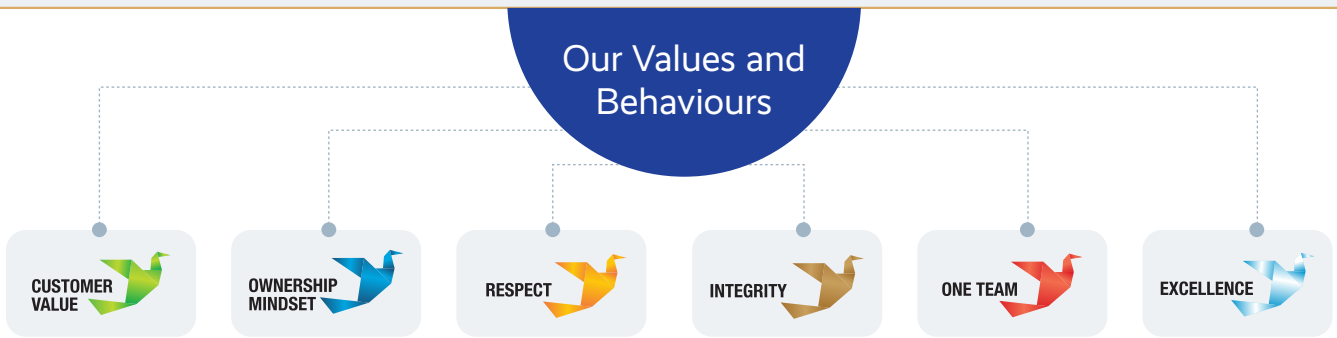 Our Values and
Behaviours
CUSTOMER
VALUE
OWNERSHIP
MINDSET
RESPECT
INTEGRITY
ONE TEAM
EXCELLENCE